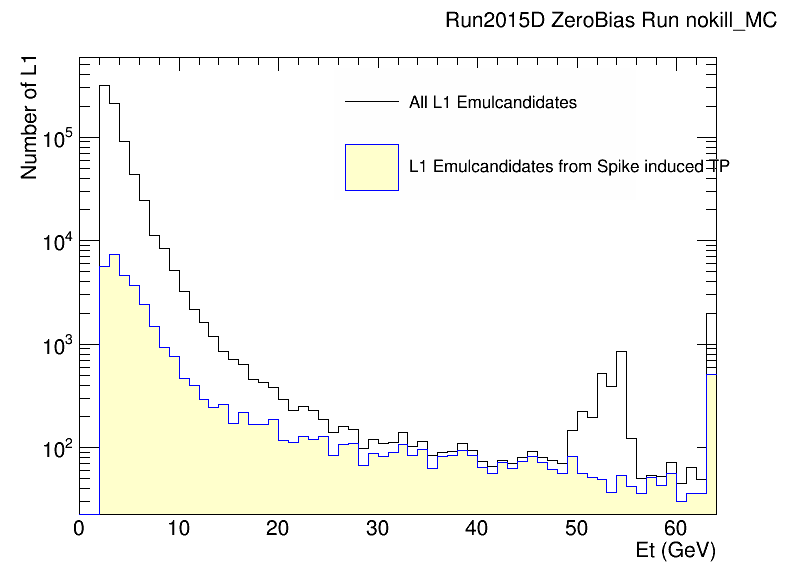 Run2015D ZeroBias Run nokill_MC
Number of L1
All L1 Emulcandidates
L1 Emulcandidates from Spike induced TP
10^5
10^4
10^3
10^2
0 10 20 30 40 50 60
Et (GeV)